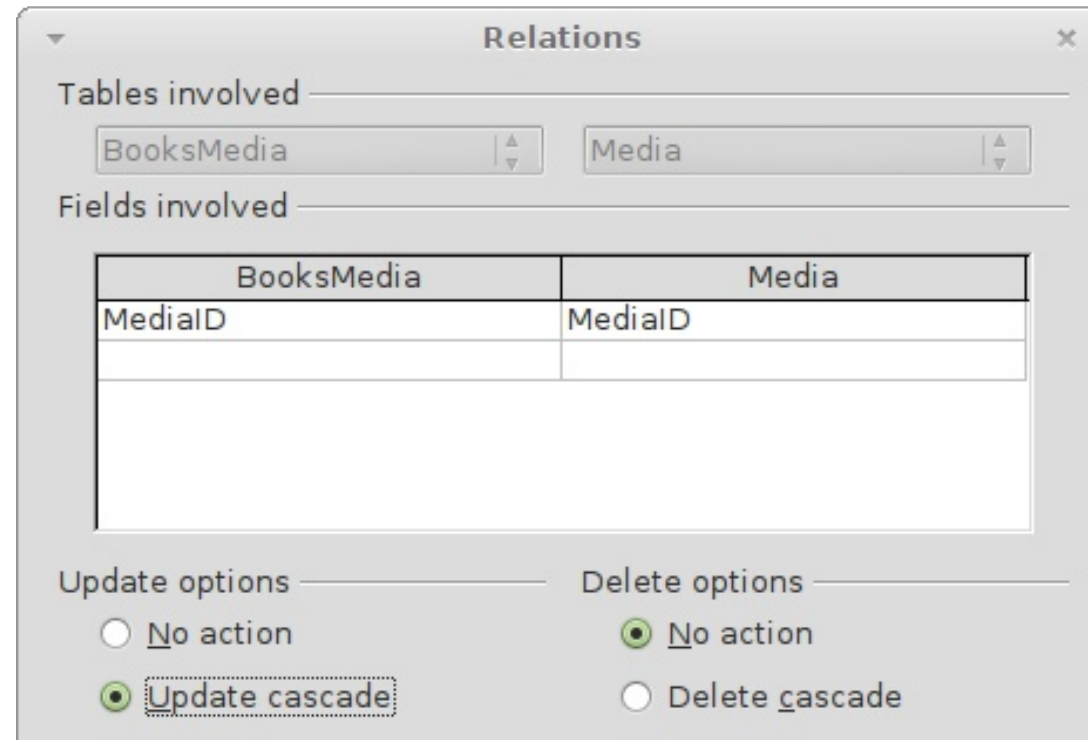 Relations
Tables involved
BooksMedia Media
Fields involved
BooksMedia Media
MediaID MediaID
Update options Delete options
No action No action
Update cascade Delete cascade